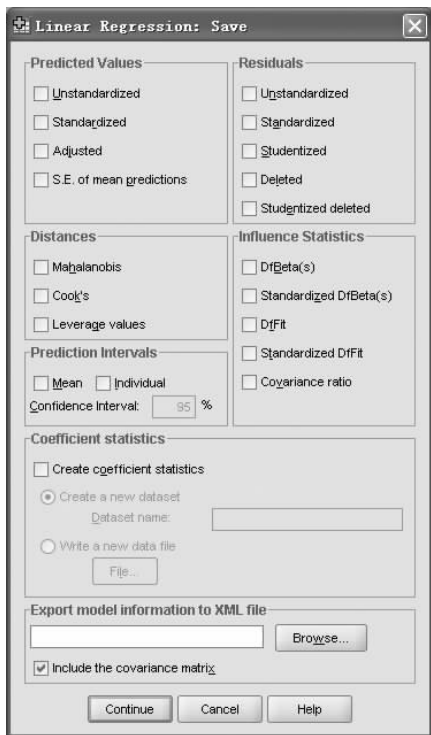 Linear Regression: Save
Predicted Values
Unstandardized
Standardized
Adjusted
S.E. of mean predictions
Residuals
Unstandardized
Standardized
Studentized
Deleted
Studentized deleted
Distances
Mahalanobis
Cook's
Leverage values
Influence Statistics
DfBeta(s)
Standardized DfBeta(s)
DfFit
Standardized DfFit
Covariance ratio
Prediction Intervals
Mean Individual
Confidence Interval: 95 %
Coefficient statistics
Create coefficient statistics
Create a new dataset
Dataset name:
Write a new data file
File...
Export model information to XML file
Browse...
Include the covariance matrix
Continue Cancel Help